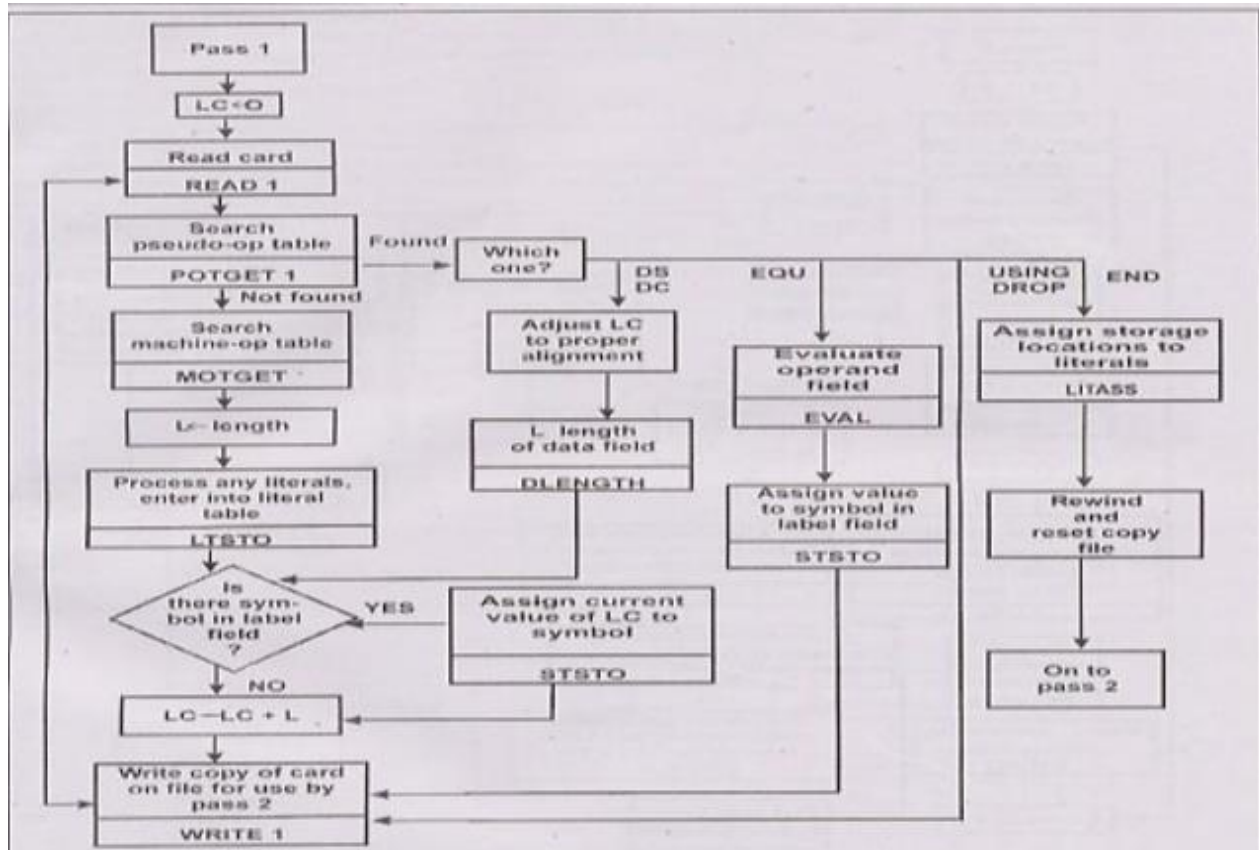 Pass 1
LC<O
Read card
READ 1
Search
pseudo-op table
POTGET 1
Found
Which
one?
DS
DC
EQU
USING
DROP
END
Not found
Search
machine-op table
MOTGET
L← length
Process any literals,
enter into literal
table
LTSTO
Is
there sym-
bol in label
field
?
YES
NO
LC—LC + L
Write copy of card
on file for use by
pass 2
WRITE 1
Adjust LC
to proper
alignment
L length
of data field
DLENGTH
Assign current
value of LC to
symbol
STSTO
Evaluate
operand
field
EVAL
Assign value
to symbol in
label field
STSTO
Assign storage
locations to
literals
LITASS
Rewind
and
reset copy
file
On to
pass 2